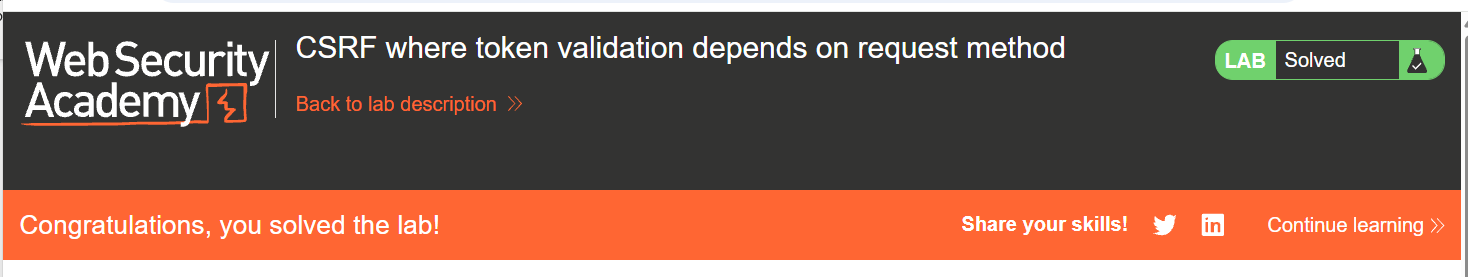 Web Security
Academy
CSRF where token validation depends on request method
Back to lab description
LAB Solved
Congratulations, you solved the lab!
Share your skills!
Continue learning